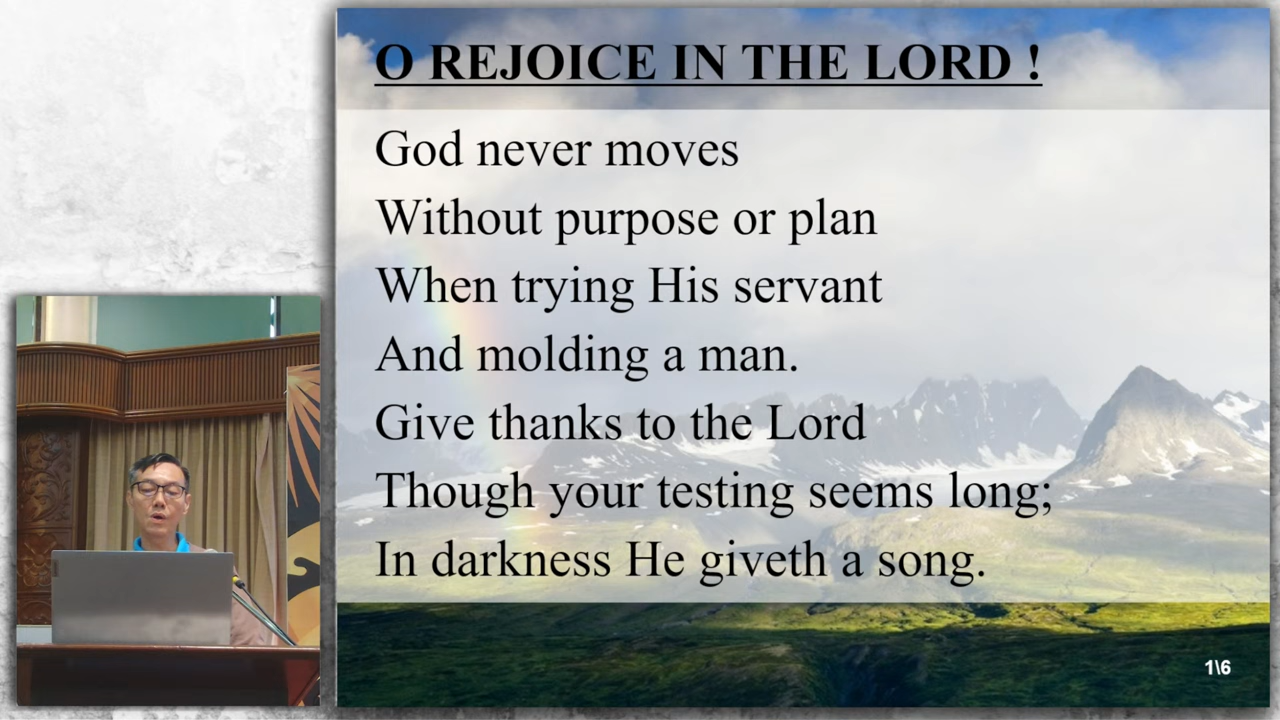 O REJOICE IN THE LORD !
God never moves
Without purpose or plan
When trying His servant
And molding a man.
Give thanks to the Lord
Though your testing seems long;
In darkness He giveth a song.
1\6